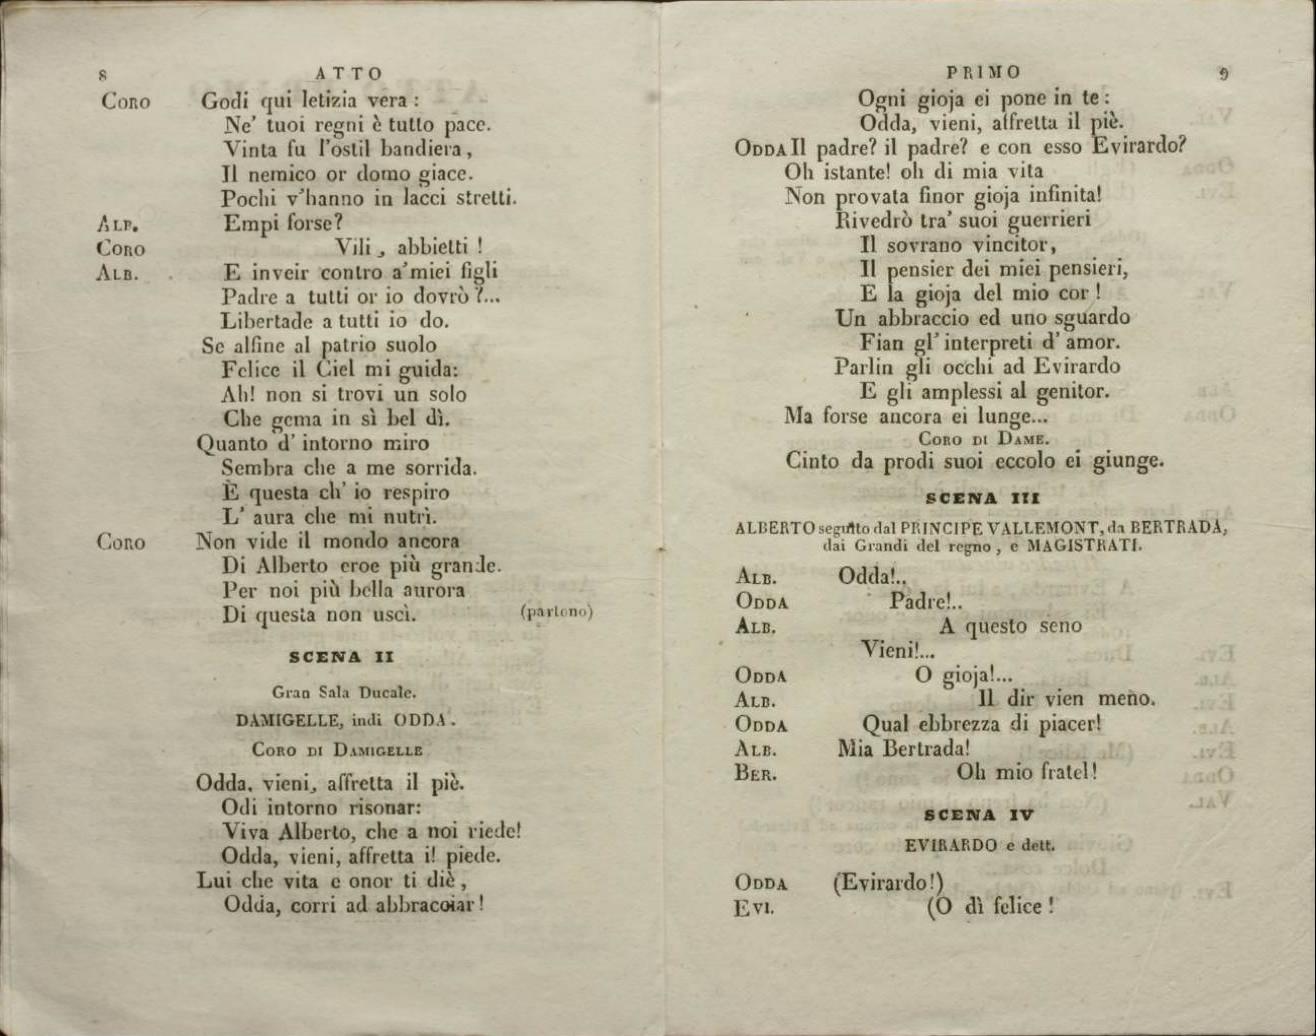 8 ATTO
CORO Godi qui letizia vera :
Ne' tuoi regni è tutto pace.
Vinta fu l'ostil bandiera,
Il nemico or domo giace.
Pochi v'hanno in lacci stretti.
ALB. Empi forse?
CORO Vili, abbietti !
ALB. E inveir contro a'miei figli
Padre a tutti or io dovrò ?...
Libertade a tutti io do.
Se alfine al patrio suolo
Felice il Ciel mi guida:
Ah! non si trovi un solo
Che gema in sì bel dì.
Quanto d' intorno miro
Sembra che a me sorrida.
È questa ch' io respiro
L' aura che mi nutrì.
CORO Non vide il mondo ancora
Di Alberto eroe più grande.
Per noi più bella aurora
Di questa non uscì. (partono)
SCENA II
Gran Sala Ducale.
DAMIGELLE, indi ODDA.
CORO DI DAMIGELLE
Odda, vieni, affretta il piè.
Odi intorno risonar:
Viva Alberto, che a noi riede!
Odda, vieni, affretta il piede.
Lui che vita e onor ti diè,
Odda, corri ad abbracciar!
PRIMO 9
Ogni gioja ei pone in te :
Odda, vieni, affretta il piè.
ODDA Il padre? il padre? e con esso Evirardo?
Oh istante! oh di mia vita
Non provata finor gioja infinita!
Rivedrò tra' suoi guerrieri
Il sovrano vincitor,
Il pensier dei miei pensieri,
E la gioja del mio cor !
Un abbraccio ed uno sguardo
Fian gl' interpreti d' amor.
Parlin gli occhi ad Evirardo
E gli amplessi al genitor.
Ma forse ancora ei lunge...
CORO DI DAME.
Cinto da prodi suoi eccolo ei giunge.
SCENA III
ALBERTO seguìto dal PRINCIPE VALLEMONT, da BERTRADA,
dai Grandi del regno, e MAGISTRATI.
ALB. Odda!..
ODDA Padre!..
ALB. A questo seno
Vieni!...
ODDA O gioja!...
ALB. Il dir vien meno.
ODDA Qual ebbrezza di piacer!
ALB. Mia Bertrada!
BER. Oh mio fratel!
SCENA IV
EVIRARDO e dett.
ODDA (Evirardo!)
EVI. (O dì felice !